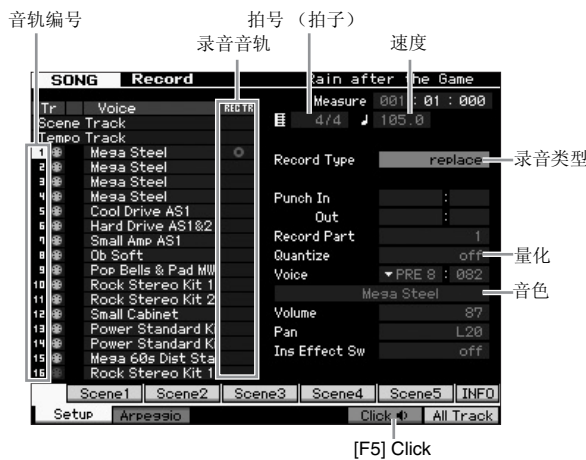 音轨编号
拍号 （拍子）
录音音轨
速度
SONG Record Rain after the Game
Measure 001 : 01 : 000
4/4 105.0
Tr Voice REC TR
Scene Track
Tempo Track
1 Mega Steel
2 Mega Steel
3 Mega Steel
4 Mega Steel
5 Cool Drive AS1
6 Hard Drive AS1&2
7 Small Amp AS1
8 Ob Soft
9 Pop Bells & Pad MW
10 Rock Stereo Kit 1
11 Rock Stereo Kit 2
12 Small Cabinet
13 Power Standard K
14 Power Standard K
15 Mega 60s Dist Sta
16 Rock Stereo Kit 1
Record Type replace
录音类型
Punch In :
Out :
Record Part 1
Quantize off
量化
Voice PRE 8 : 082
Mega Steel
音色
Volume 87
Pan L20
Ins Effect Sw off
Scene1 Scene2 Scene3 Scene4 Scene5 INFO
Setup Arpeggio Click All Track
[F5] Click